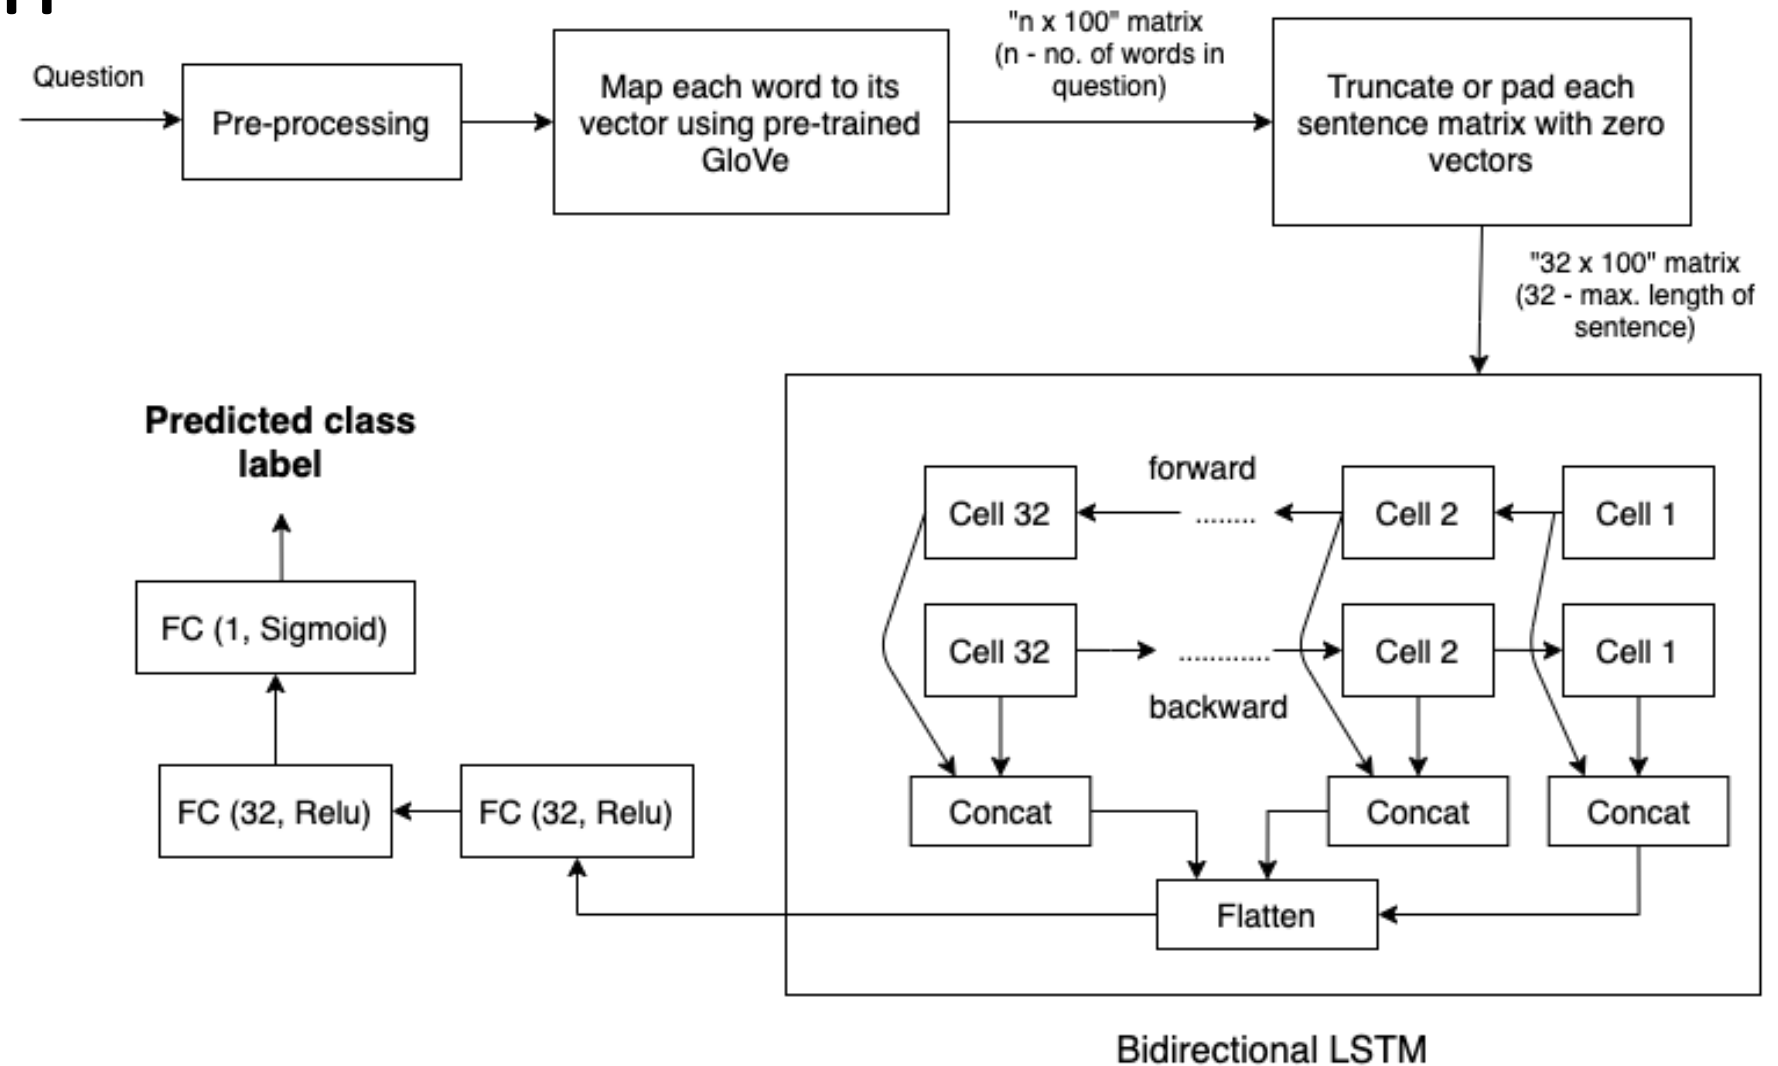 Question
Pre-processing
Map each word to its
vector using pre-trained
GloVe
"n x 100" matrix
(n - no. of words in
question)
Truncate or pad each
sentence matrix with zero
vectors
"32 x 100" matrix
(32 - max. length of
sentence)
forward
Cell 32
........
Cell 2
Cell 1
Cell 32
.............
Cell 2
Cell 1
backward
Concat
Concat
Concat
Flatten
Bidirectional LSTM
FC (32, Relu)
FC (32, Relu)
FC (1, Sigmoid)
Predicted class
label